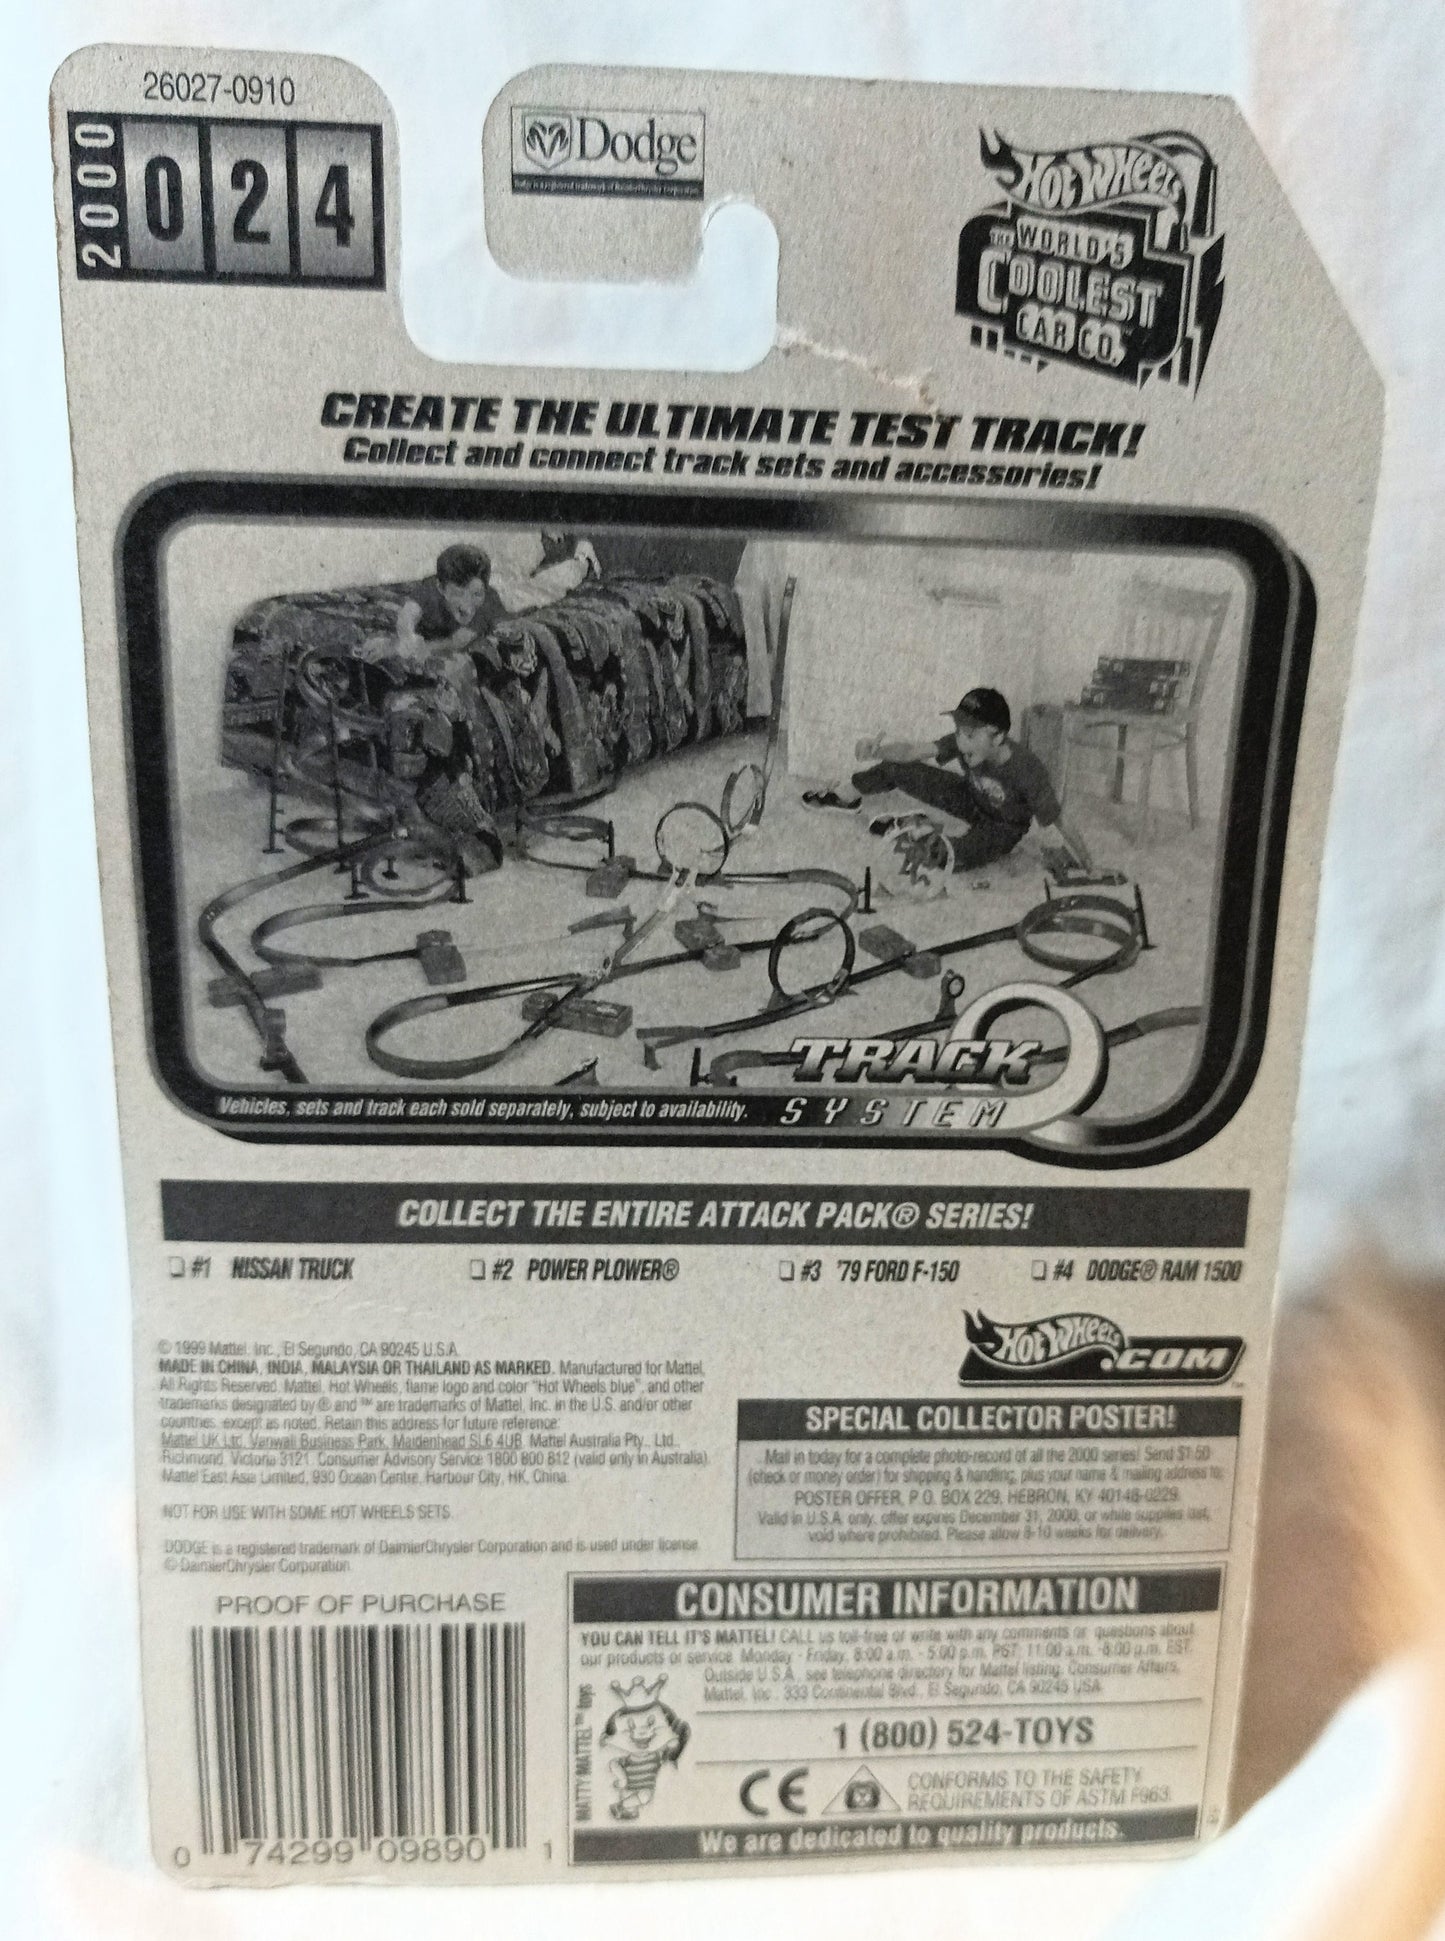 26027-0910
2000
024
Dodge
HOT WHEELS
THE WORLD'S
COOLEST
CAR CO.™
CREATE THE ULTIMATE TEST TRACK!
Collect and connect track sets and accessories!
TRACK
SYSTEM
Vehicles, sets and track each sold separately, subject to availability.
COLLECT THE ENTIRE ATTACK PACK® SERIES!
#1 NISSAN TRUCK
#2 POWER PLOWER®
#3 '79 FORD F-150
#4 DODGE® RAM 1500
© 1999 Mattel, Inc., El Segundo, CA 90245 U.S.A.
MADE IN CHINA, INDIA, MALAYSIA OR THAILAND AS MARKED. Manufactured for Mattel,
All Rights Reserved. Mattel, Hot Wheels, flame logo and color "Hot Wheels blue", and other
trademarks designated by ® and ™ are trademarks of Mattel, Inc. in the U.S. and/or other
countries, except as noted. Retain this address for future reference:
Mattel UK Ltd., Vanwall Business Park, Maidenhead SL6 4UB. Mattel Australia Pty., Ltd.,
Richmond, Victoria 3121. Consumer Advisory Service 1800 800 812 (valid only in Australia).
Mattel East Asia Limited, 930 Ocean Centre, Harbour City, HK, China.
NOT FOR USE WITH SOME HOT WHEELS SETS.
DODGE is a registered trademark of DaimlerChrysler Corporation and is used under license.
© DaimlerChrysler Corporation
HOT WHEELS.COM™
SPECIAL COLLECTOR POSTER!
Mail in today for a complete photo-record of all the 2000 series! Send $1.50
(check or money order) for shipping & handling, plus your name & mailing address to:
POSTER OFFER, P.O. BOX 229, HEBRON, KY 40148-0229.
Valid in U.S.A. only, offer expires December 31, 2000, or while supplies last,
void where prohibited. Please allow 8-10 weeks for delivery.
PROOF OF PURCHASE
0 74299 09890 1
CONSUMER INFORMATION
YOU CAN TELL IT'S MATTEL! CALL us toll-free or write with any comments or questions about
our products or service. Monday - Friday, 8:00 a.m. - 5:00 p.m. PST; 11:00 a.m. -8:00 p.m. EST.
Outside U.S.A., see telephone directory for Mattel listing. Consumer Affairs,
Mattel, Inc., 333 Continental Blvd., El Segundo, CA 90245 USA
MATTY MATTEL™ toys
1 (800) 524-TOYS
CE
CONFORMS TO THE SAFETY
REQUIREMENTS OF ASTM F963.
We are dedicated to quality products.